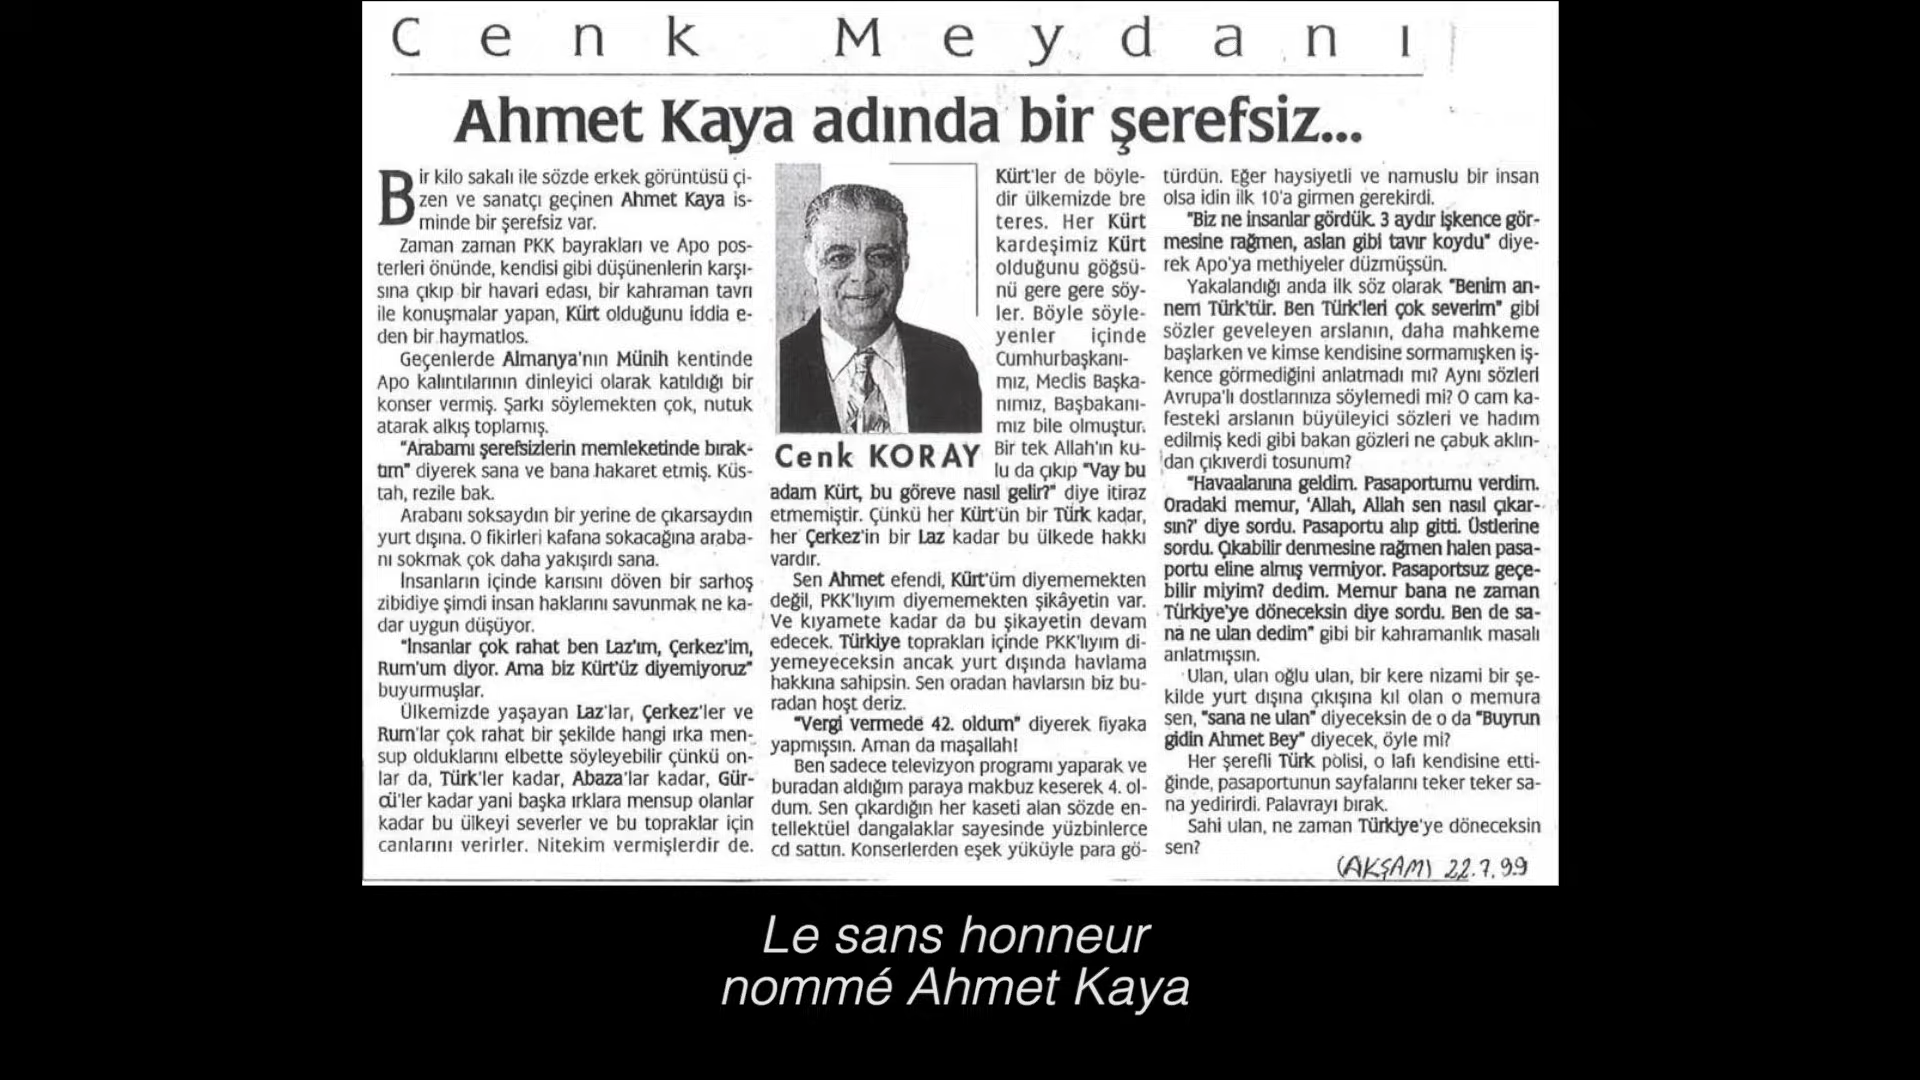 Cenk Meydanı
Ahmet Kaya adında bir şerefsiz...
Bir kilo sakalı ile sözde erkek görüntüsü çi-
zen ve sanatçı geçinen Ahmet Kaya is-
minde bir şerefsiz var.
Zaman zaman PKK bayrakları ve Apo pos-
terleri önünde, kendisi gibi düşünenlerin karşı-
sına çıkıp bir havari edası, bir kahraman tavrı
ile konuşmalar yapan, Kürt olduğunu iddia e-
den bir haymatlos.
Geçenlerde Almanya'nın Münih kentinde
Apo kalıntılarının dinleyici olarak katıldığı bir
konser vermiş. Şarkı söylemekten çok, nutuk
atarak alkış toplamış.
"Arabamı şerefsizlerin memleketinde bırak-
tım" diyerek sana ve bana hakaret etmiş. Küs-
tah, rezile bak.
Arabanı soksaydın bir yerine de çıkarsaydın
yurt dışına. O fikirleri kafana sokacağına araba-
nı sokmak çok daha yakışırdı sana.
İnsanların içinde karısını döven bir sarhoş
zibidiye şimdi insan haklarını savunmak ne ka-
dar uygun düşüyor.
"İnsanlar çok rahat ben Laz'ım, Çerkez'im,
Rum'um diyor. Ama biz Kürt'üz diyemiyoruz"
buyurmuşlar.
Ülkemizde yaşayan Laz'lar, Çerkez'ler ve
Rum'lar çok rahat bir şekilde hangi ırka men-
sup olduklarını elbette söyleyebilir çünkü on-
lar da, Türk'ler kadar, Abaza'lar kadar, Gür-
cü'ler kadar yani başka ırklara mensup olanlar
kadar bu ülkeyi severler ve bu topraklar için
canlarını verirler. Nitekim vermişlerdir de.
Cenk KORAY
Kürt'ler de böyle-
dir ülkemizde bre
teres. Her Kürt
kardeşimiz Kürt
olduğunu göğsü-
nü gere gere söy-
ler. Böyle söyle-
yenler içinde
Cumhurbaşkanı-
mız, Meclis Başka-
nımız, Başbakanı-
mız bile olmuştur.
Bir tek Allah'ın ku-
lu da çıkıp "Vay bu
adam Kürt, bu göreve nasıl gelir?" diye itiraz
etmemiştir. Çünkü her Kürt'ün bir Türk kadar,
her Çerkez'in bir Laz kadar bu ülkede hakkı
vardır.
Sen Ahmet efendi, Kürt'üm diyememekten
değil, PKK'lıyım diyememekten şikâyetin var.
Ve kıyamete kadar da bu şikayetin devam
edecek. Türkiye toprakları içinde PKK'lıyım di-
yemeyeceksin ancak yurt dışında havlama
hakkına sahipsin. Sen oradan havlarsın biz bu-
radan hoşt deriz.
"Vergi vermede 42. oldum" diyerek fiyaka
yapmışsın. Aman da maşallah!
Ben sadece televizyon programı yaparak ve
buradan aldığım paraya makbuz keserek 4. ol-
dum. Sen çıkardığın her kaseti alan sözde en-
tellektüel dangalaklar sayesinde yüzbinlerce
cd sattın. Konserlerden eşek yüküyle para gö-
türdün. Eğer haysiyetli ve namuslu bir insan
olsa idin ilk 10'a girmen gerekirdi.
"Biz ne insanlar gördük. 3 aydır işkence gör-
mesine rağmen, aslan gibi tavır koydu" diye-
rek Apo'ya methiyeler düzmüşsün.
Yakalandığı anda ilk söz olarak "Benim an-
nem Türk'tür. Ben Türk'leri çok severim" gibi
sözler geveleyen arslanın, daha mahkeme
başlarken ve kimse kendisine sormamışken iş-
kence görmediğini anlatmadı mı? Aynı sözleri
Avrupa'lı dostlarınıza söylemedi mi? O cam ka-
festeki arslanın büyüleyici sözleri ve hadım
edilmiş kedi gibi bakan gözleri ne çabuk aklın-
dan çıkıverdi tosunum?
"Havaalanına geldim. Pasaportumu verdim.
Oradaki memur, 'Allah, Allah sen nasıl çıkar-
sın?' diye sordu. Pasaportu alıp gitti. Üstlerine
sordu. Çıkabilir denmesine rağmen halen pasa-
portu eline almış vermiyor. Pasaportsuz geçe-
bilir miyim? dedim. Memur bana ne zaman
Türkiye'ye döneceksin diye sordu. Ben de sa-
na ne ulan dedim" gibi bir kahramanlık masalı
anlatmışsın.
Ulan, ulan oğlu ulan, bir kere nizami bir şe-
kilde yurt dışına çıkışına kıl olan o memura
sen, "sana ne ulan" diyeceksin de o da "Buyrun
gidin Ahmet Bey" diyecek, öyle mi?
Her şerefli Türk polisi, o lafı kendisine etti-
ğinde, pasaportunun sayfalarını teker teker sa-
na yedirirdi. Palavrayı bırak.
Sahi ulan, ne zaman Türkiye'ye döneceksin
sen?
(AKŞAM) 22.7.99
Le sans honneur
nommé Ahmet Kaya